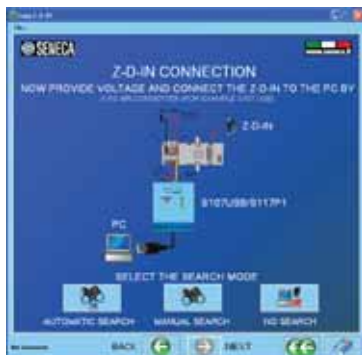 SENECA
Z-D-IN CONNECTION
NOW PROVIDE VOLTAGE AND CONNECT THE Z-D-IN TO THE PC BY
Z-D-IN
S107USB/S117P1
PC
SELECT THE SEARCH MODE
AUTOMATIC SEARCH MANUAL SEARCH NO SEARCH
BACK NEXT